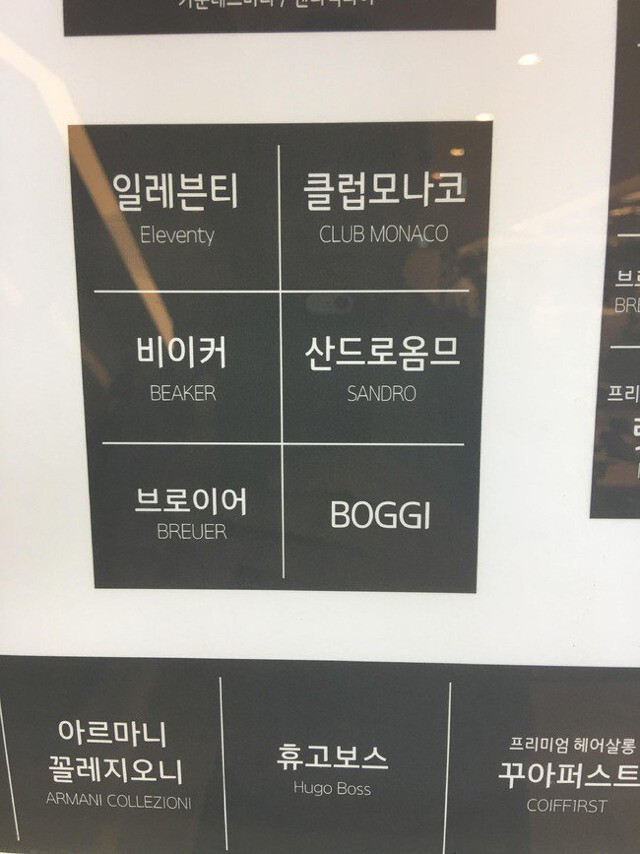 일레븐티
Eleventy
클럽모나코
CLUB MONACO
비이커
BEAKER
산드로옴므
SANDRO
브로이어
BREUER
BOGGI
아르마니
꼴레지오니
ARMANI COLLEZIONI
휴고보스
Hugo Boss
프리미엄 헤어살롱
꾸아퍼스트
COIFF1RST